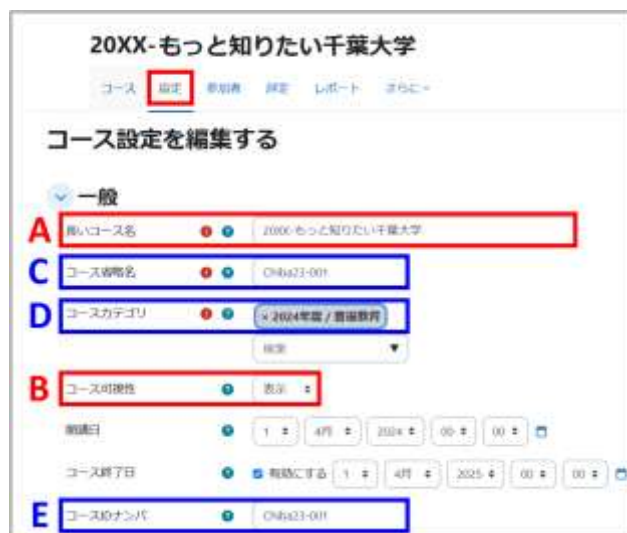 20XX-もっと知りたい千葉大学
コース 設定 参加者 評定 レポート さらに
コース設定を編集する
一般
A 長いコース名 20XX-もっと知りたい千葉大学
C コース省略名 Chiba23-001
D コースカテゴリ × 2024年度 / 普遍教育
検索 ▼
B コース可視性 表示
開講日 1 4月 2024 00 00
コース終了日 有効にする 1 4月 2025 00 00
E コースIDナンバ Chiba23-001